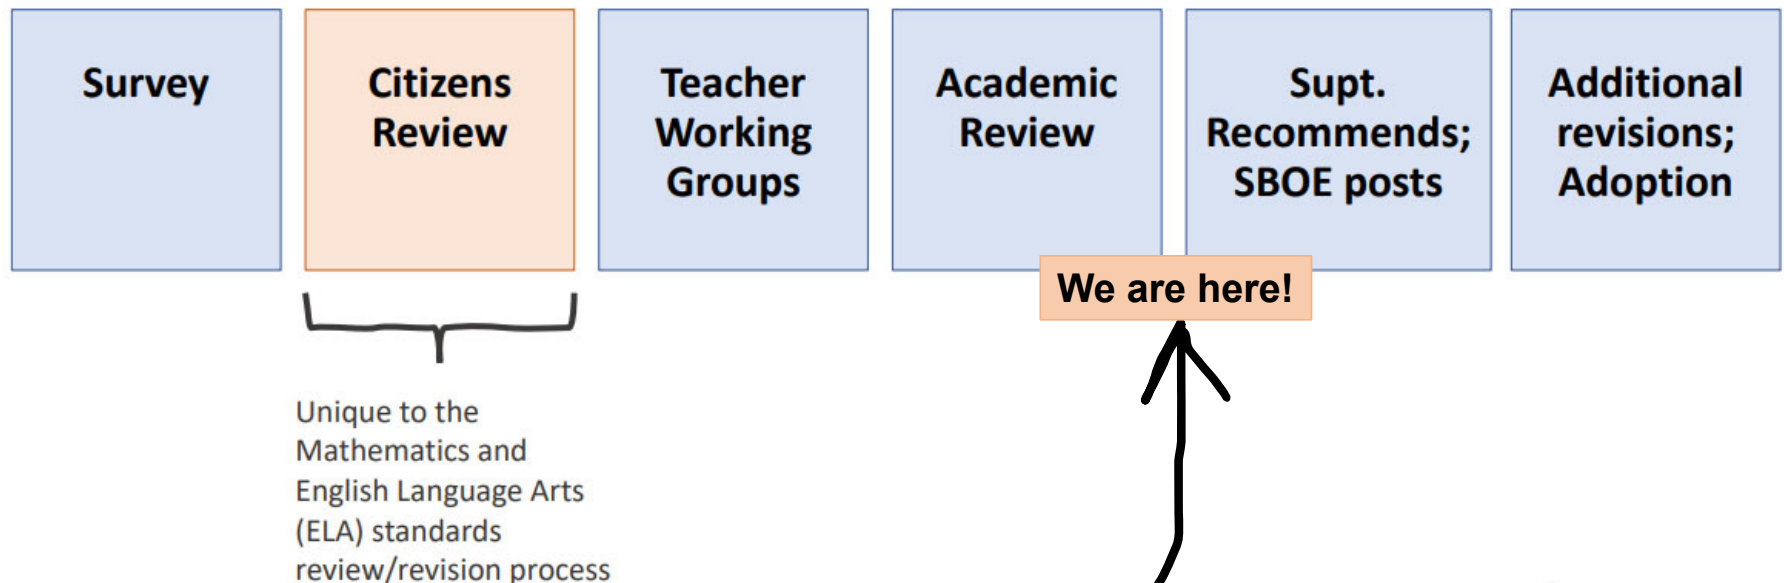 Survey
Citizens
Review
Teacher
Working
Groups
Academic
Review
Supt.
Recommends;
SBOE posts
Additional
revisions;
Adoption
We are here!
Unique to the
Mathematics and
English Language Arts
(ELA) standards
review/revision process